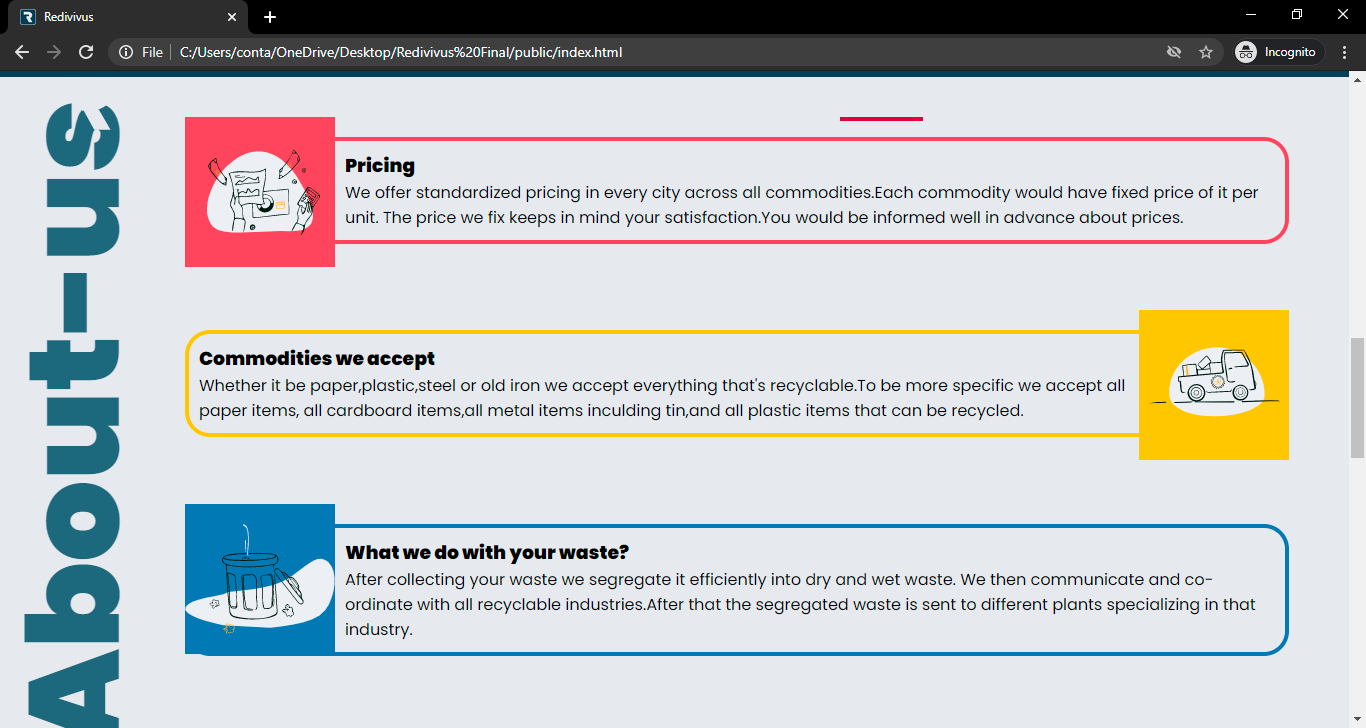 Redivivus
File
C:/Users/conta/OneDrive/Desktop/Redivivus%20Final/public/index.html
Incognito
About-us
Pricing
We offer standardized pricing in every city across all commodities.Each commodity would have fixed price of it per
unit. The price we fix keeps in mind your satisfaction.You would be informed well in advance about prices.
Commodities we accept
Whether it be paper,plastic,steel or old iron we accept everything that's recyclable.To be more specific we accept all
paper items, all cardboard items,all metal items inculding tin,and all plastic items that can be recycled.
What we do with your waste?
After collecting your waste we segregate it efficiently into dry and wet waste. We then communicate and co-
ordinate with all recyclable industries.After that the segregated waste is sent to different plants specializing in that
industry.